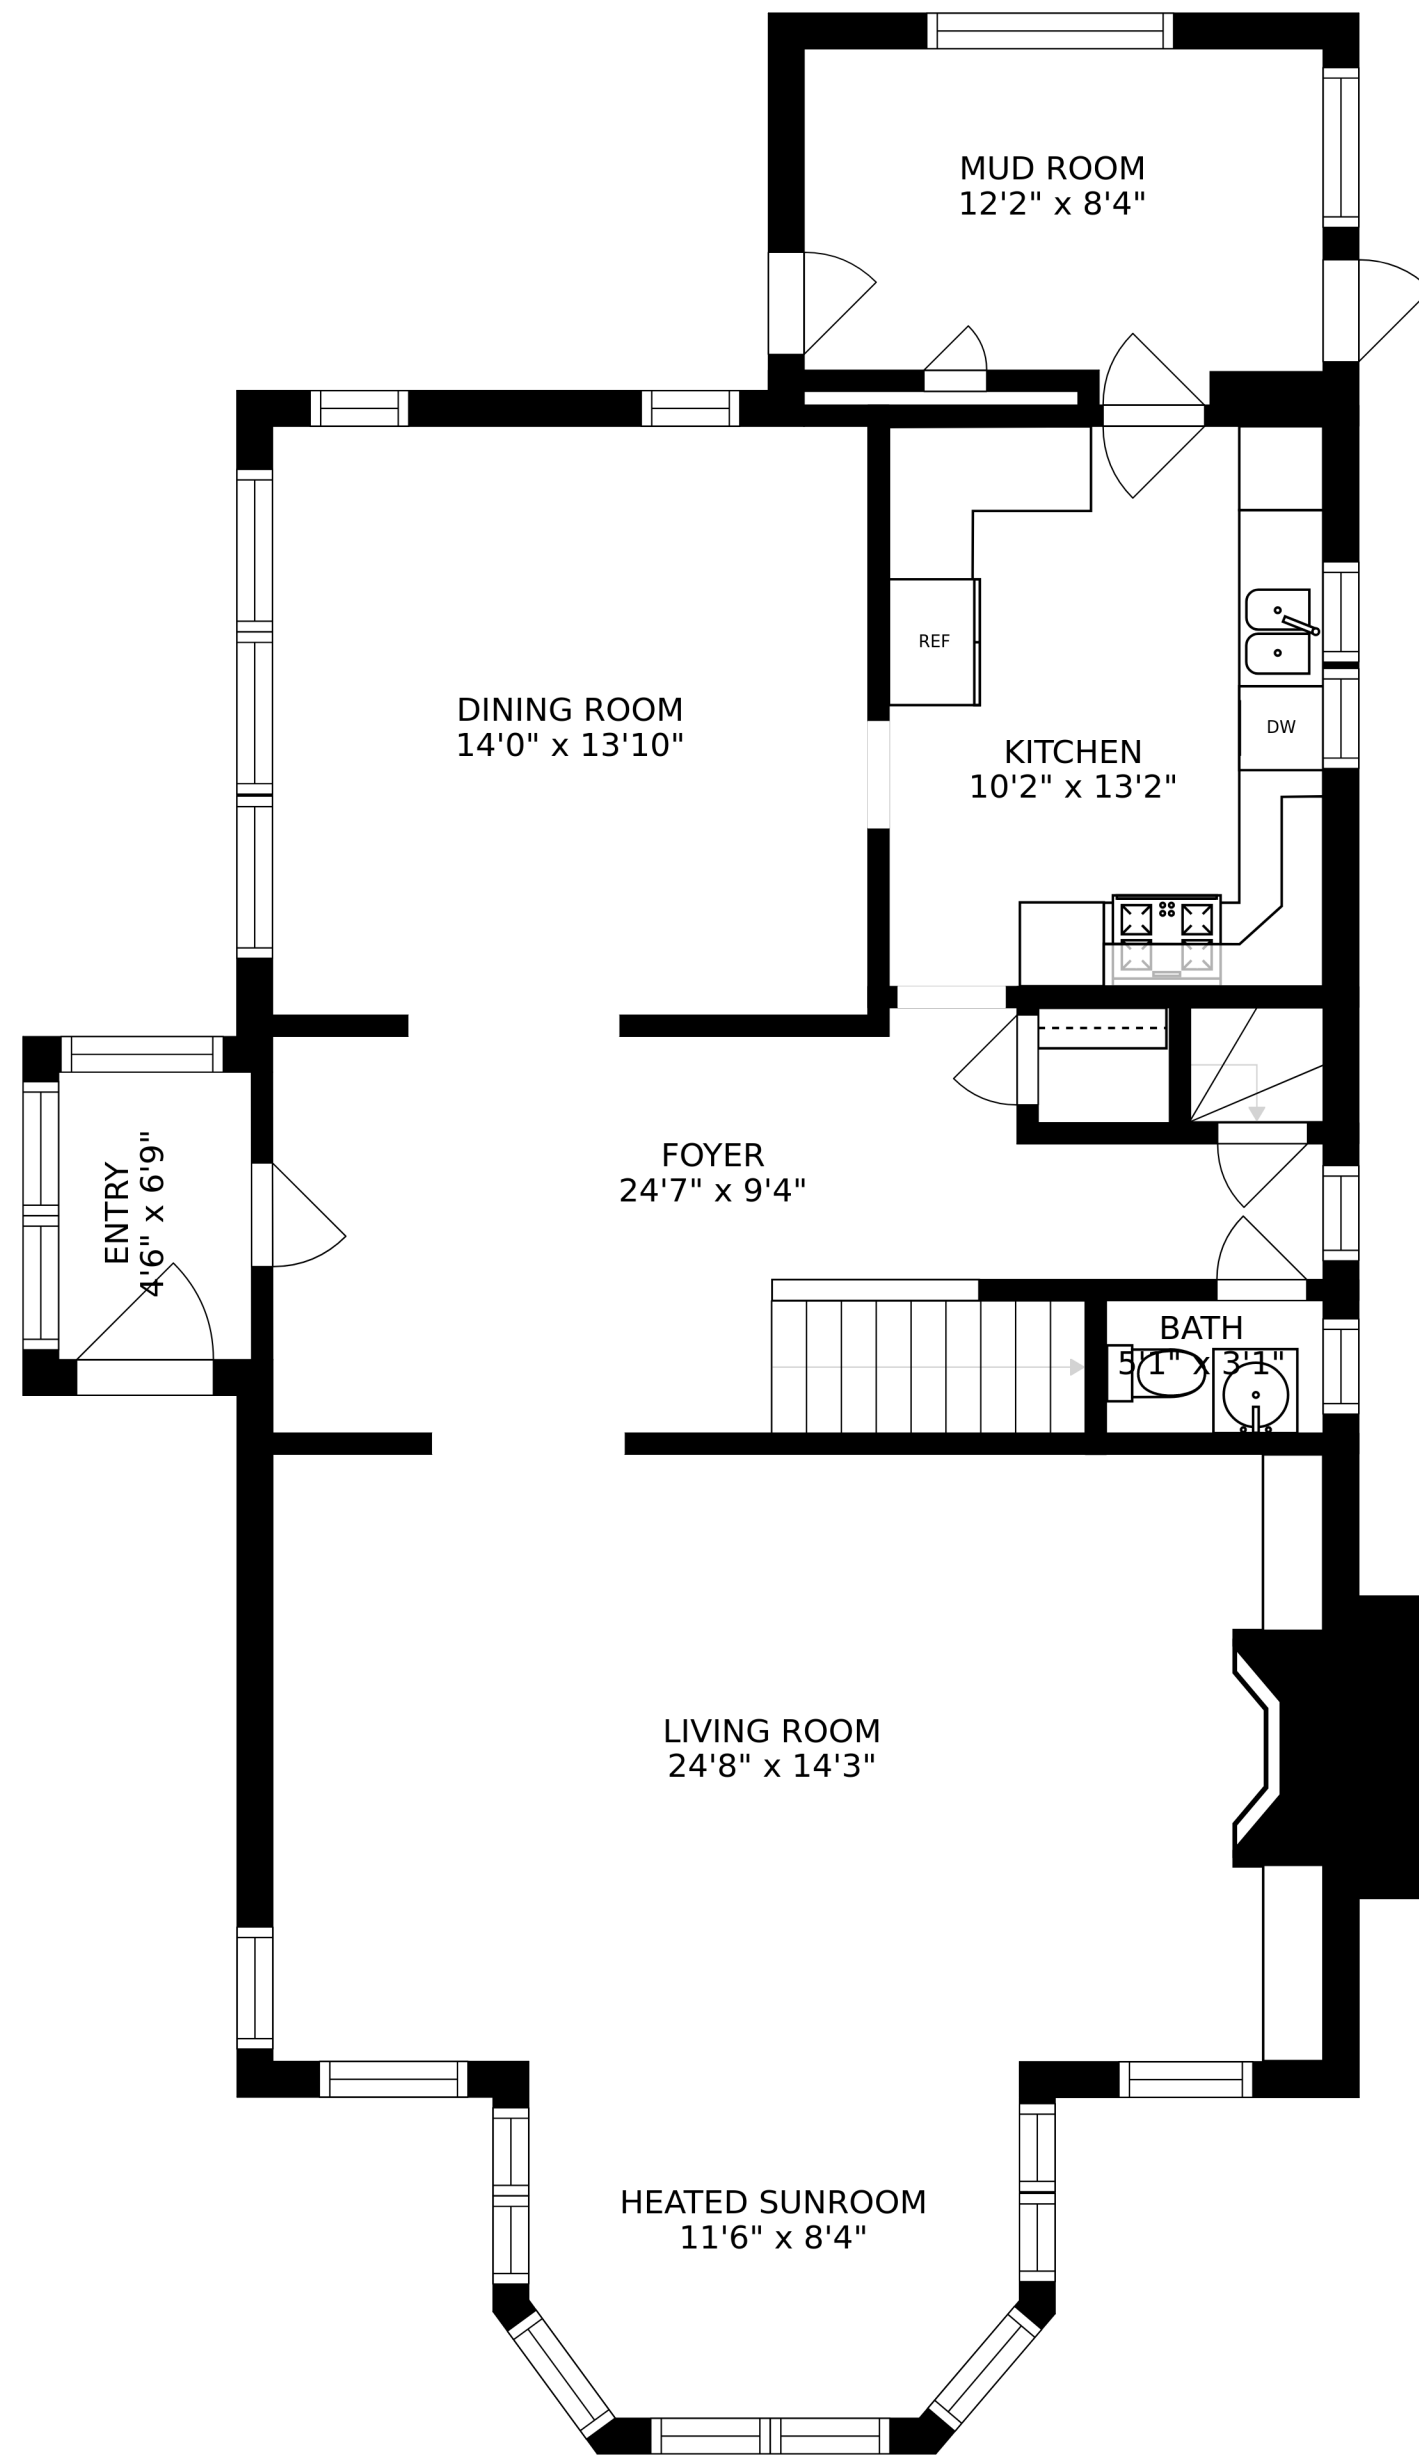 MUD ROOM
12'2" x 8'4"
REF
DINING ROOM
14'0" x 13'10"
DW
KITCHEN
10'2" x 13'2"
ENTRY
4'6" x 6'9"
FOYER
24'7" x 9'4"
BATH
5'1" x 3'1"
LIVING ROOM
24'8" x 14'3"
HEATED SUNROOM
11'6" x 8'4"